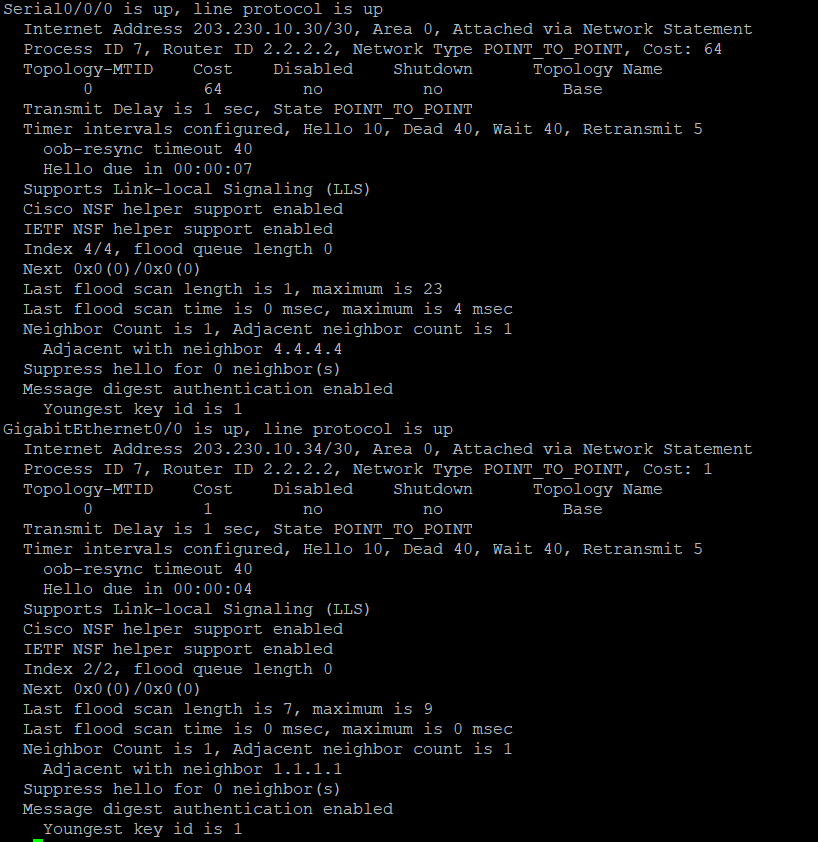 Serial0/0/0 is up, line protocol is up
  Internet Address 203.230.10.30/30, Area 0, Attached via Network Statement
  Process ID 7, Router ID 2.2.2.2, Network Type POINT_TO_POINT, Cost: 64
  Topology-MTID    Cost    Disabled    Shutdown      Topology Name
        0           64        no          no            Base
  Transmit Delay is 1 sec, State POINT_TO_POINT
  Timer intervals configured, Hello 10, Dead 40, Wait 40, Retransmit 5
    oob-resync timeout 40
    Hello due in 00:00:07
  Supports Link-local Signaling (LLS)
  Cisco NSF helper support enabled
  IETF NSF helper support enabled
  Index 4/4, flood queue length 0
  Next 0x0(0)/0x0(0)
  Last flood scan length is 1, maximum is 23
  Last flood scan time is 0 msec, maximum is 4 msec
  Neighbor Count is 1, Adjacent neighbor count is 1
    Adjacent with neighbor 4.4.4.4
  Suppress hello for 0 neighbor(s)
  Message digest authentication enabled
    Youngest key id is 1
GigabitEthernet0/0 is up, line protocol is up
  Internet Address 203.230.10.34/30, Area 0, Attached via Network Statement
  Process ID 7, Router ID 2.2.2.2, Network Type POINT_TO_POINT, Cost: 1
  Topology-MTID    Cost    Disabled    Shutdown      Topology Name
        0           1         no          no            Base
  Transmit Delay is 1 sec, State POINT_TO_POINT
  Timer intervals configured, Hello 10, Dead 40, Wait 40, Retransmit 5
    oob-resync timeout 40
    Hello due in 00:00:04
  Supports Link-local Signaling (LLS)
  Cisco NSF helper support enabled
  IETF NSF helper support enabled
  Index 2/2, flood queue length 0
  Next 0x0(0)/0x0(0)
  Last flood scan length is 7, maximum is 9
  Last flood scan time is 0 msec, maximum is 0 msec
  Neighbor Count is 1, Adjacent neighbor count is 1
    Adjacent with neighbor 1.1.1.1
  Suppress hello for 0 neighbor(s)
  Message digest authentication enabled
    Youngest key id is 1